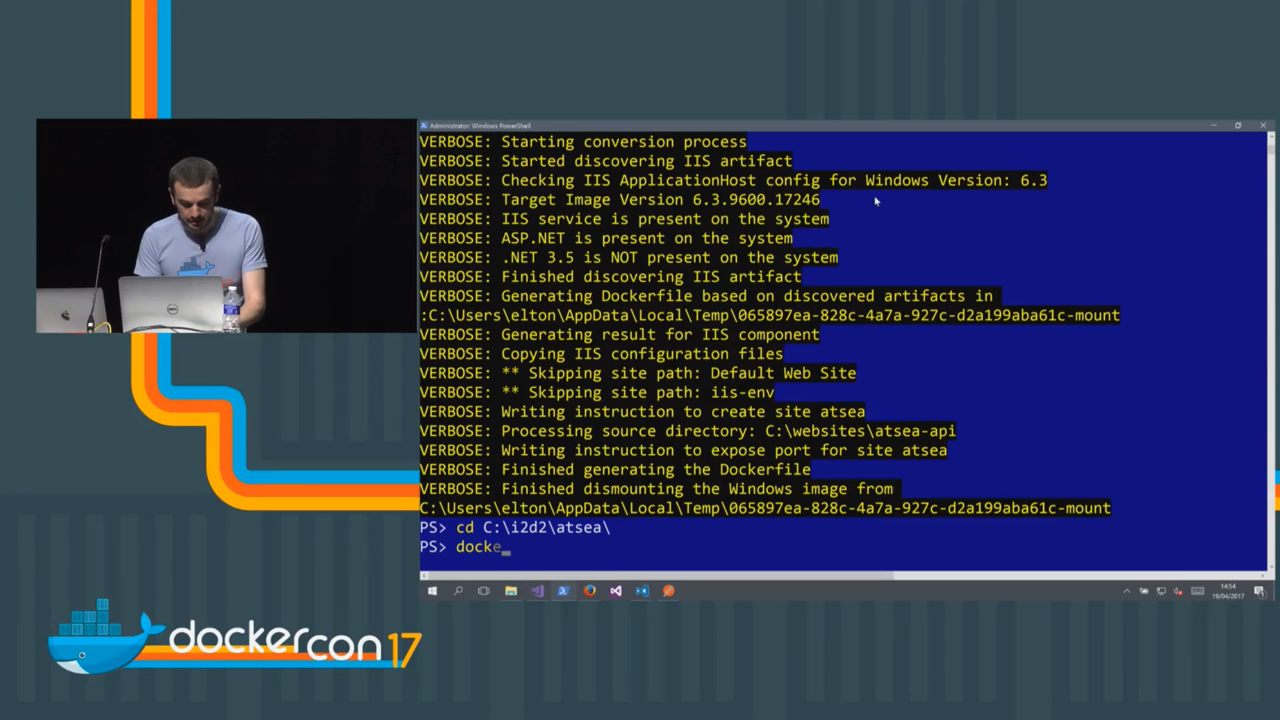 Administrator: Windows PowerShell
VERBOSE: Starting conversion process
VERBOSE: Started discovering IIS artifact
VERBOSE: Checking IIS ApplicationHost config for Windows Version: 6.3
VERBOSE: Target Image Version 6.3.9600.17246
VERBOSE: IIS service is present on the system
VERBOSE: ASP.NET is present on the system
VERBOSE: .NET 3.5 is NOT present on the system
VERBOSE: Finished discovering IIS artifact
VERBOSE: Generating Dockerfile based on discovered artifacts in
:C:\Users\elton\AppData\Local\Temp\065897ea-828c-4a7a-927c-d2a199aba61c-mount
VERBOSE: Generating result for IIS component
VERBOSE: Copying IIS configuration files
VERBOSE: ** Skipping site path: Default Web Site
VERBOSE: ** Skipping site path: iis-env
VERBOSE: Writing instruction to create site atsea
VERBOSE: Processing source directory: C:\websites\atsea-api
VERBOSE: Writing instruction to expose port for site atsea
VERBOSE: Finished generating the Dockerfile
VERBOSE: Finished dismounting the Windows image from
C:\Users\elton\AppData\Local\Temp\065897ea-828c-4a7a-927c-d2a199aba61c-mount
PS> cd C:\i2d2\atsea\
PS> docke_
14:54
19/04/2017
dockercon 17